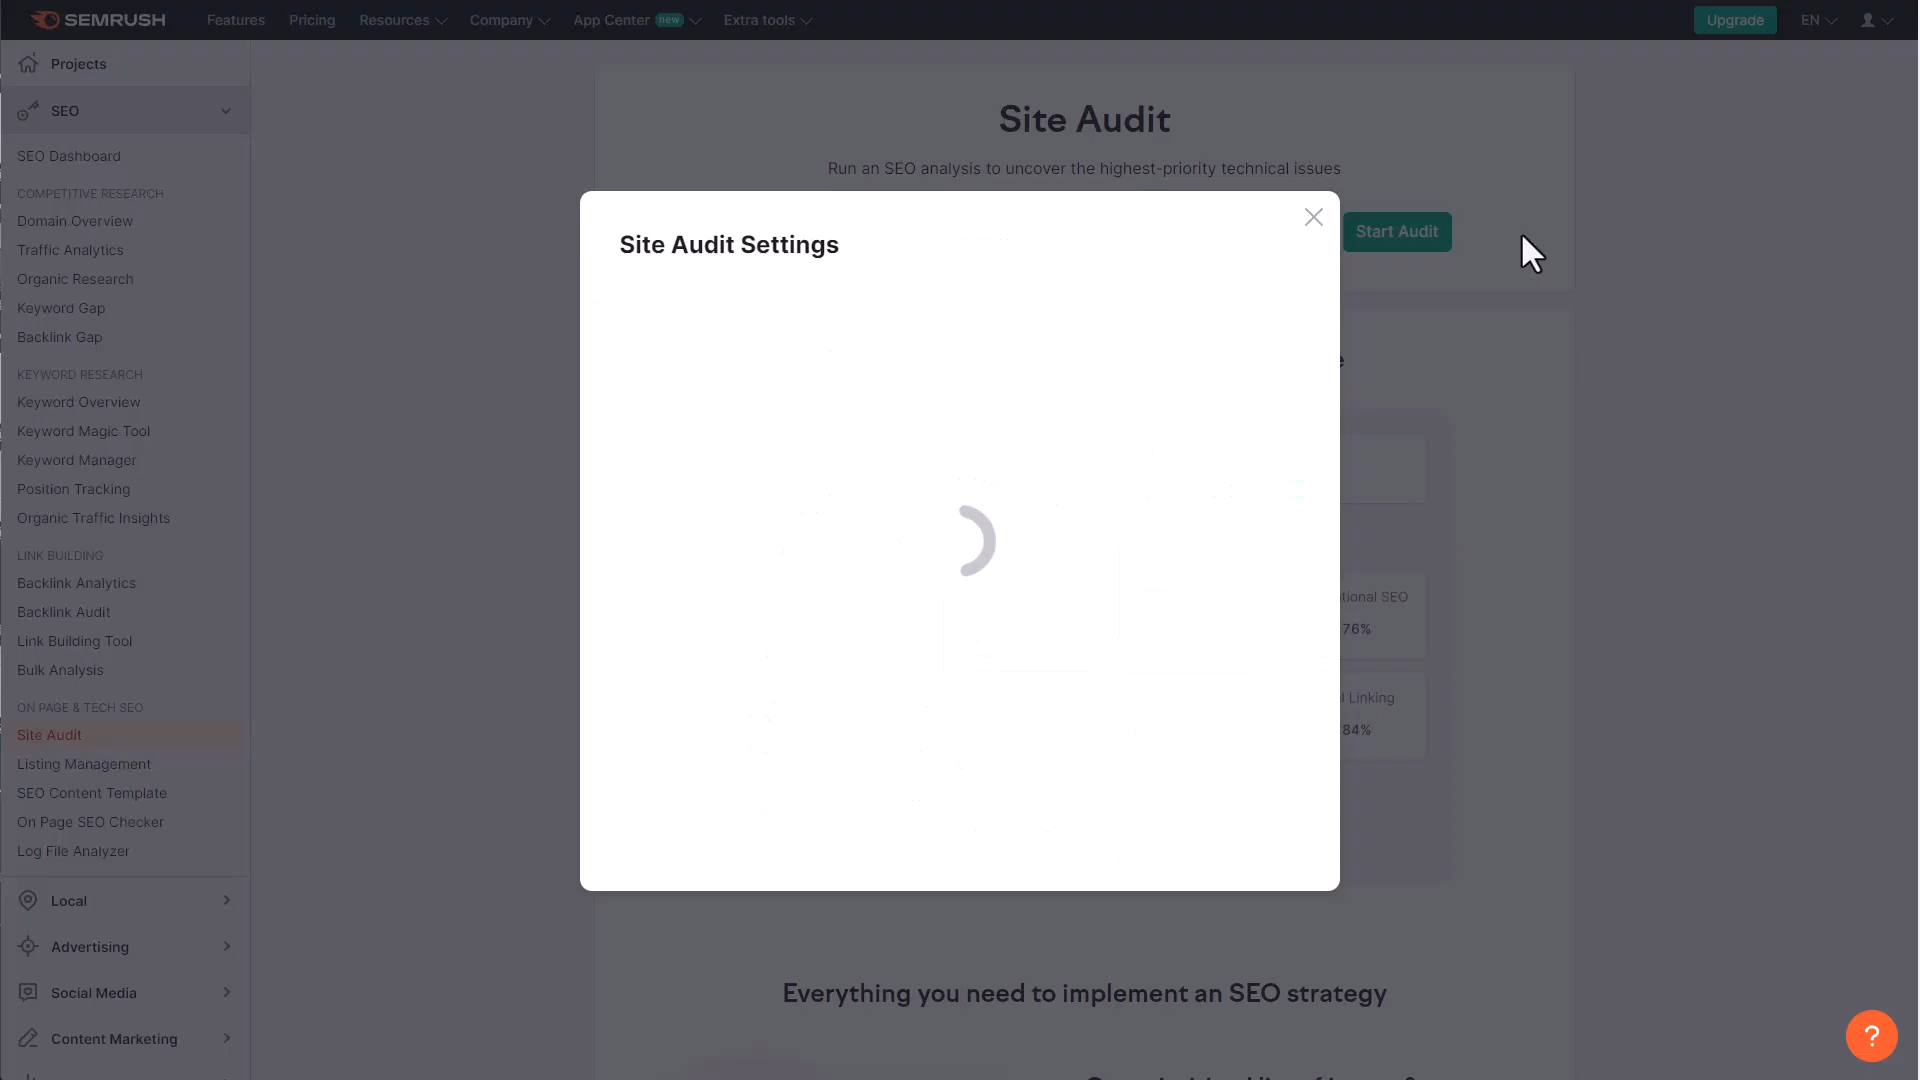 SEMRUSH
Features
Pricing
Resources
Company
App Center new
Extra tools
Upgrade
EN
Projects
SEO
SEO Dashboard
COMPETITIVE RESEARCH
Domain Overview
Traffic Analytics
Organic Research
Keyword Gap
Backlink Gap
KEYWORD RESEARCH
Keyword Overview
Keyword Magic Tool
Keyword Manager
Position Tracking
Organic Traffic Insights
LINK BUILDING
Backlink Analytics
Backlink Audit
Link Building Tool
Bulk Analysis
ON PAGE & TECH SEO
Site Audit
Listing Management
SEO Content Template
On Page SEO Checker
Log File Analyzer
Local
Advertising
Social Media
Content Marketing
Site Audit
Run an SEO analysis to uncover the highest-priority technical issues
Start Audit
Site Audit Settings
SEO
76%
Linking
84%
Everything you need to implement an SEO strategy
?